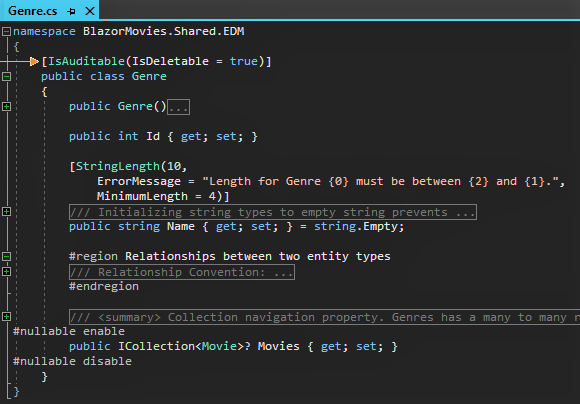 Genre.cs
namespace BlazorMovies.Shared.EDM
{
[IsAuditable(IsDeletable = true)]
public class Genre
{
public Genre()...
public int Id { get; set; }
[StringLength(10,
ErrorMessage = "Length for Genre {0} must be between {2} and {1}.",
MinimumLength = 4)]
/// Initializing string types to empty string prevents ...
public string Name { get; set; } = string.Empty;
#region Relationships between two entity types
/// Relationship Convention: ...
#endregion
/// <summary> Collection navigation property. Genres has a many to many
#nullable enable
public ICollection<Movie>? Movies { get; set; }
#nullable disable
}
}